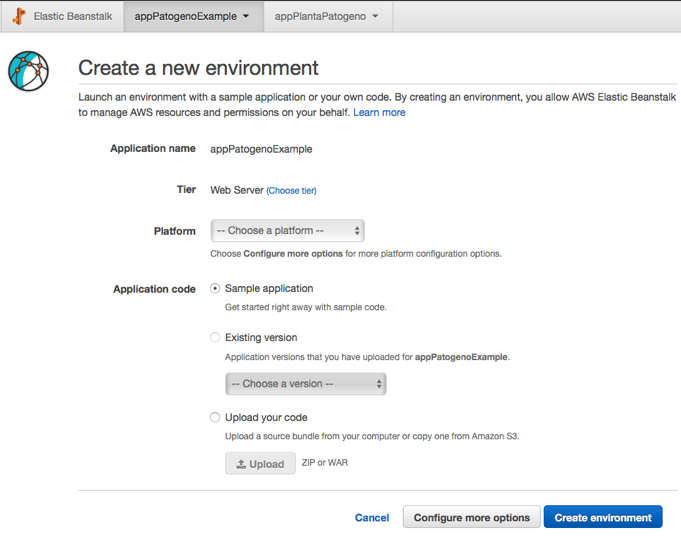 Elastic Beanstalk appPatogenoExample appPlantaPatogeno
Create a new environment
Launch an environment with a sample application or your own code. By creating an environment, you allow AWS Elastic Beanstalk
to manage AWS resources and permissions on your behalf. Learn more
Application name appPatogenoExample
Tier Web Server (Choose tier)
Platform -- Choose a platform --
Choose Configure more options for more platform configuration options.
Application code Sample application
Get started right away with sample code.
Existing version
Application versions that you have uploaded for appPatogenoExample.
-- Choose a version --
Upload your code
Upload a source bundle from your computer or copy one from Amazon S3.
Upload ZIP or WAR
Cancel Configure more options Create environment